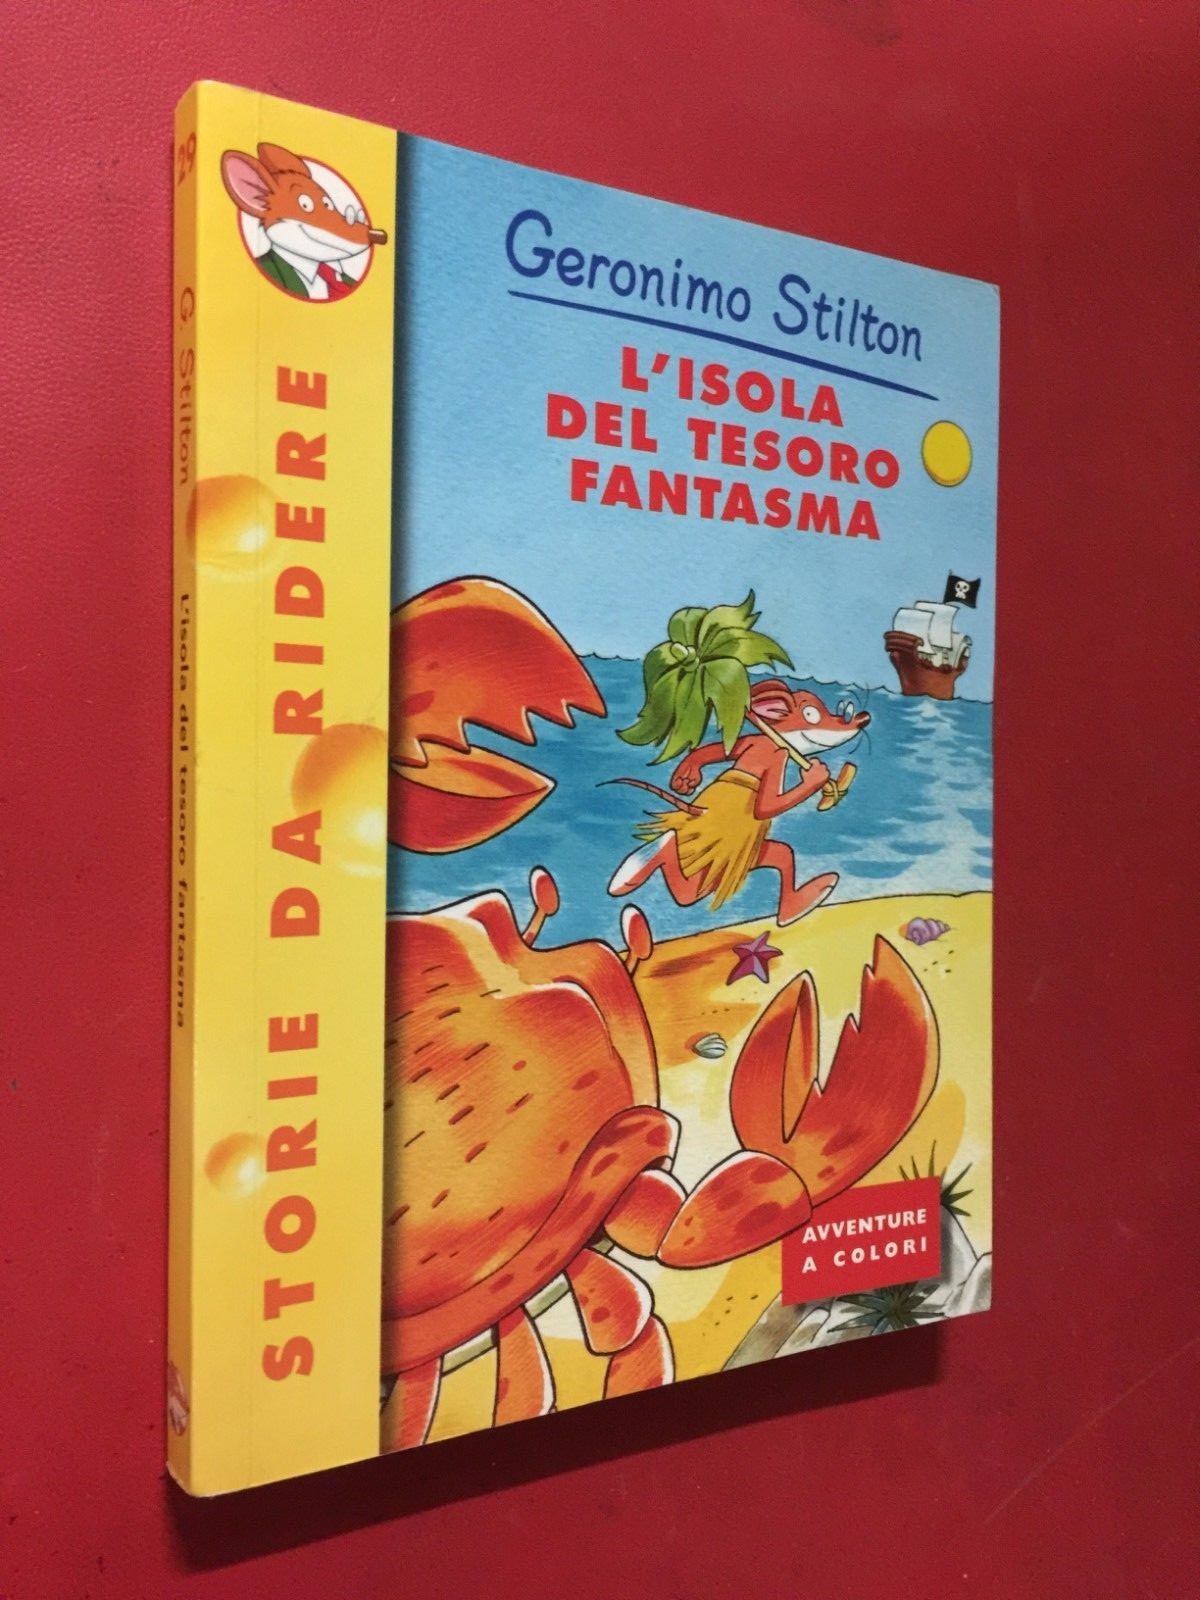 29
G. Stilton
L'isola del tesoro fantasma
STORIE DA RIDERE
Geronimo Stilton
L'ISOLA
DEL TESORO
FANTASMA
AVVENTURE
A COLORI